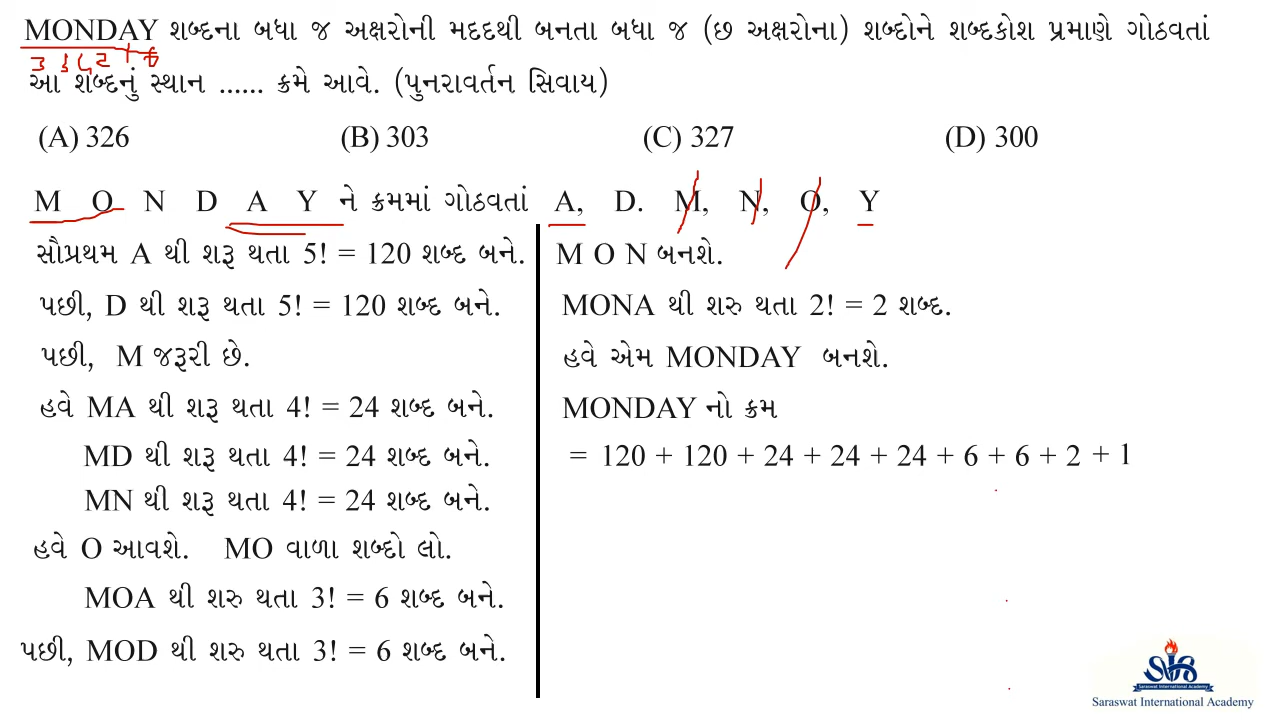 MONDAY શબ્દના બધા જ અક્ષરોની મદદથી બનતા બધા જ (છ અક્ષરોના) શબ્દોને શબ્દકોશ પ્રમાણે ગોઠવતાં
આ શબ્દનું સ્થાન ...... ક્રમે આવે. (પુનરાવર્તન સિવાય)
(A) 326 (B) 303 (C) 327 (D) 300
M O N D A Y ને ક્રમમાં ગોઠવતાં A, D. M, N, O, Y
સૌપ્રથમ A થી શરૂ થતા 5! = 120 શબ્દ બને.
પછી, D થી શરૂ થતા 5! = 120 શબ્દ બને.
પછી, M જરૂરી છે.
હવે MA થી શરૂ થતા 4! = 24 શબ્દ બને.
MD થી શરૂ થતા 4! = 24 શબ્દ બને.
MN થી શરૂ થતા 4! = 24 શબ્દ બને.
હવે O આવશે. MO વાળા શબ્દો લો.
MOA થી શરુ થતા 3! = 6 શબ્દ બને.
પછી, MOD થી શરુ થતા 3! = 6 શબ્દ બને.
M O N બનશે.
MONA થી શરુ થતા 2! = 2 શબ્દ.
હવે એમ MONDAY બનશે.
MONDAY નો ક્રમ
= 120 + 120 + 24 + 24 + 24 + 6 + 6 + 2 + 1
Saraswat International Academy
Saraswat International Academy